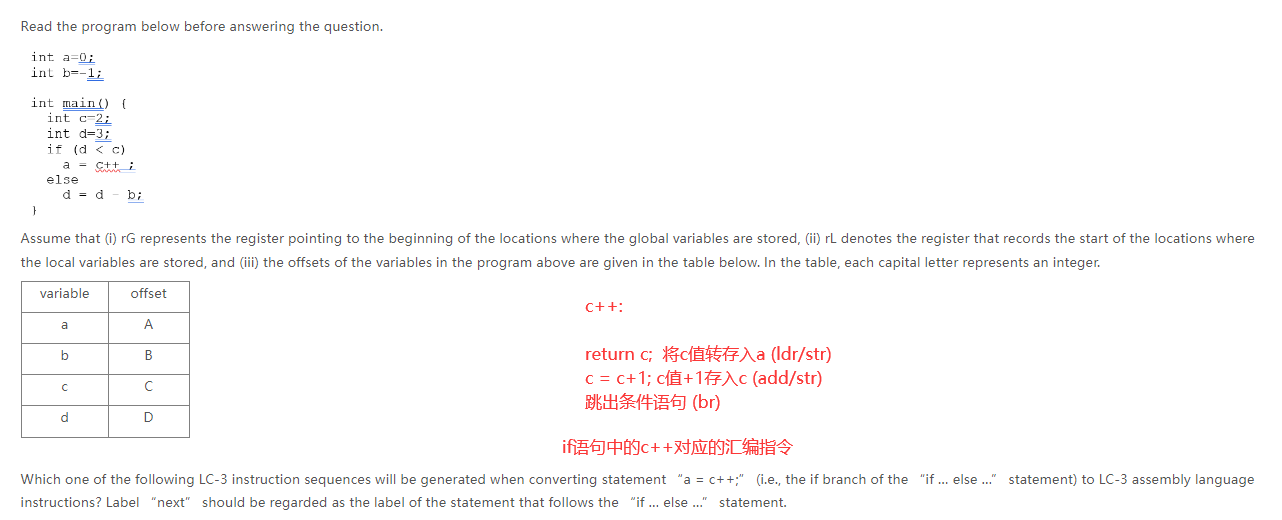 Read the program below before answering the question.
int a=0;
int b=-1;
int main() {
int c=2;
int d=3;
if (d < c)
a = c++ ;
else
d = d - b;
}
Assume that (i) rG represents the register pointing to the beginning of the locations where the global variables are stored, (ii) rL denotes the register that records the start of the locations where
the local variables are stored, and (iii) the offsets of the variables in the program above are given in the table below. In the table, each capital letter represents an integer.
variable offset
a A
b B
c C
d D
c++:
return c; 将c值转存入a (ldr/str)
c = c+1; c值+1存入c (add/str)
跳出条件语句 (br)
if语句中的c++对应的汇编指令
Which one of the following LC-3 instruction sequences will be generated when converting statement “a = c++;” (i.e., the if branch of the “if ... else ...” statement) to LC-3 assembly language
instructions? Label “next” should be regarded as the label of the statement that follows the “if ... else ...” statement.